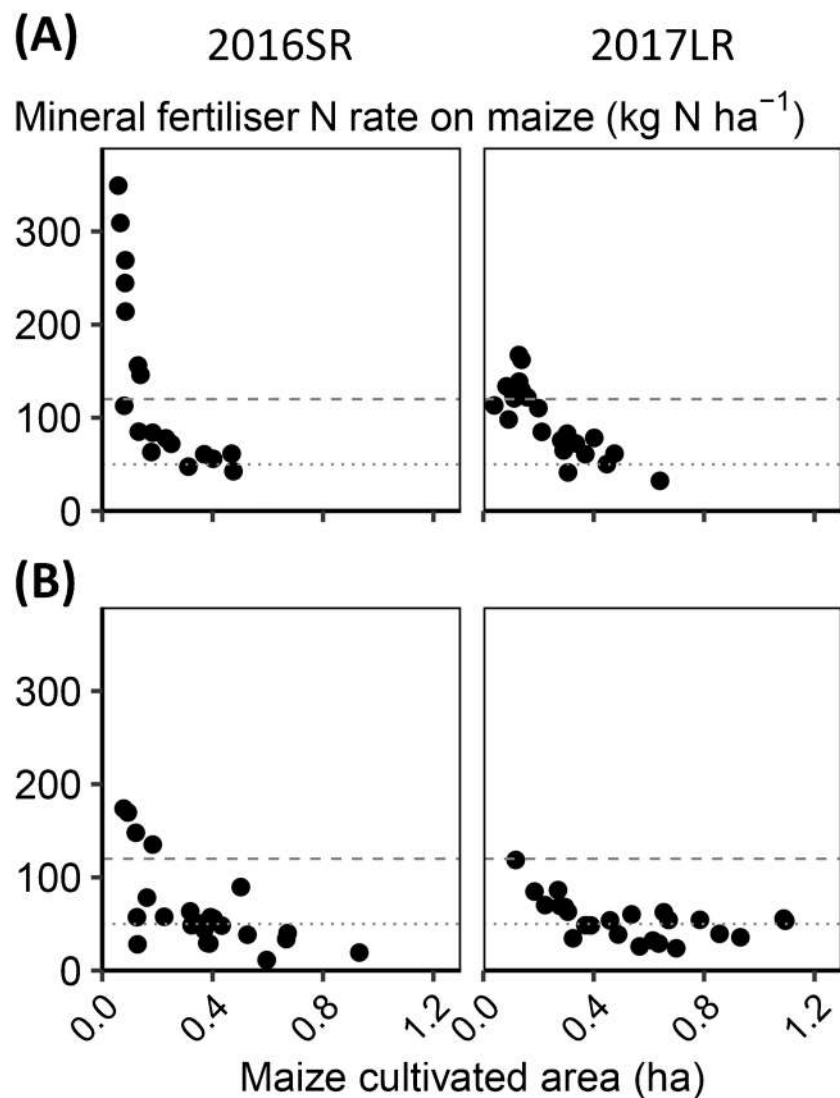 (A) 2016SR 2017LR
Mineral fertiliser N rate on maize (kg N ha⁻¹)
300
200
100
0
(B)
300
200
100
0
0.0 0.4 0.8 1.2 0.0 0.4 0.8 1.2
Maize cultivated area (ha)